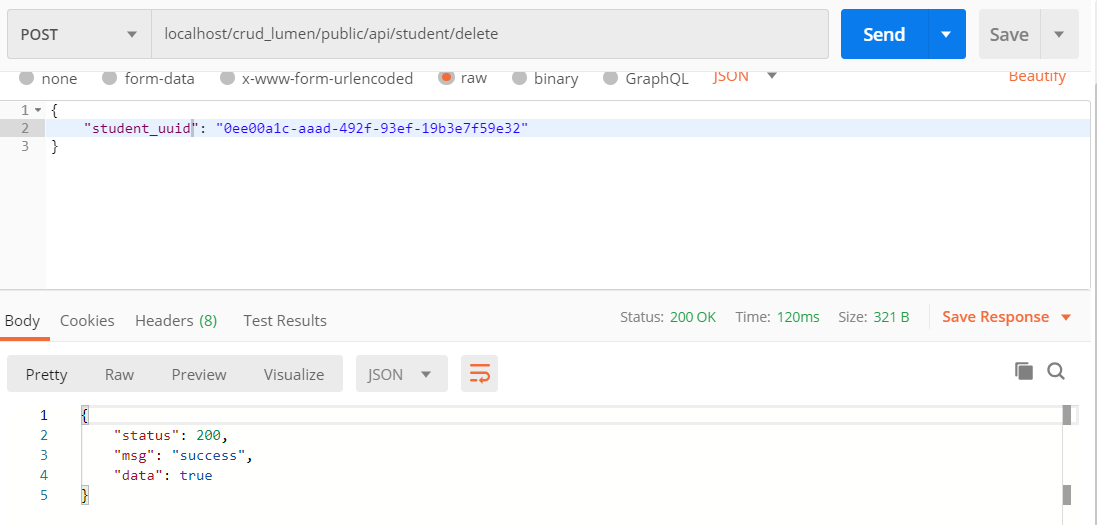 POST localhost/crud_lumen/public/api/student/delete Send Save
none form-data x-www-form-urlencoded raw binary GraphQL JSON Beautify
1 {
2 "student_uuid": "0ee00a1c-aaad-492f-93ef-19b3e7f59e32"
3 }
Body Cookies Headers (8) Test Results Status: 200 OK Time: 120ms Size: 321 B Save Response
Pretty Raw Preview Visualize JSON
1 {
2 "status": 200,
3 "msg": "success",
4 "data": true
5 }